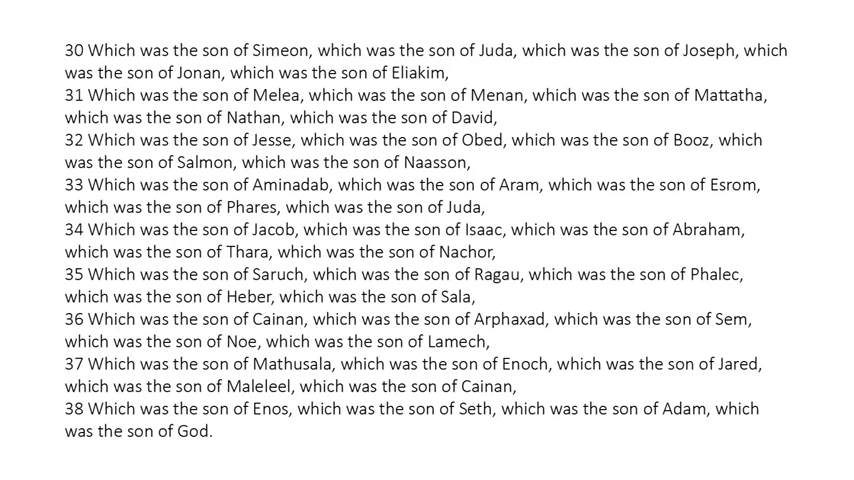 30 Which was the son of Simeon, which was the son of Juda, which was the son of Joseph, which
was the son of Jonan, which was the son of Eliakim,
31 Which was the son of Melea, which was the son of Menan, which was the son of Mattatha,
which was the son of Nathan, which was the son of David,
32 Which was the son of Jesse, which was the son of Obed, which was the son of Booz, which
was the son of Salmon, which was the son of Naasson,
33 Which was the son of Aminadab, which was the son of Aram, which was the son of Esrom,
which was the son of Phares, which was the son of Juda,
34 Which was the son of Jacob, which was the son of Isaac, which was the son of Abraham,
which was the son of Thara, which was the son of Nachor,
35 Which was the son of Saruch, which was the son of Ragau, which was the son of Phalec,
which was the son of Heber, which was the son of Sala,
36 Which was the son of Cainan, which was the son of Arphaxad, which was the son of Sem,
which was the son of Noe, which was the son of Lamech,
37 Which was the son of Mathusala, which was the son of Enoch, which was the son of Jared,
which was the son of Maleleel, which was the son of Cainan,
38 Which was the son of Enos, which was the son of Seth, which was the son of Adam, which
was the son of God.